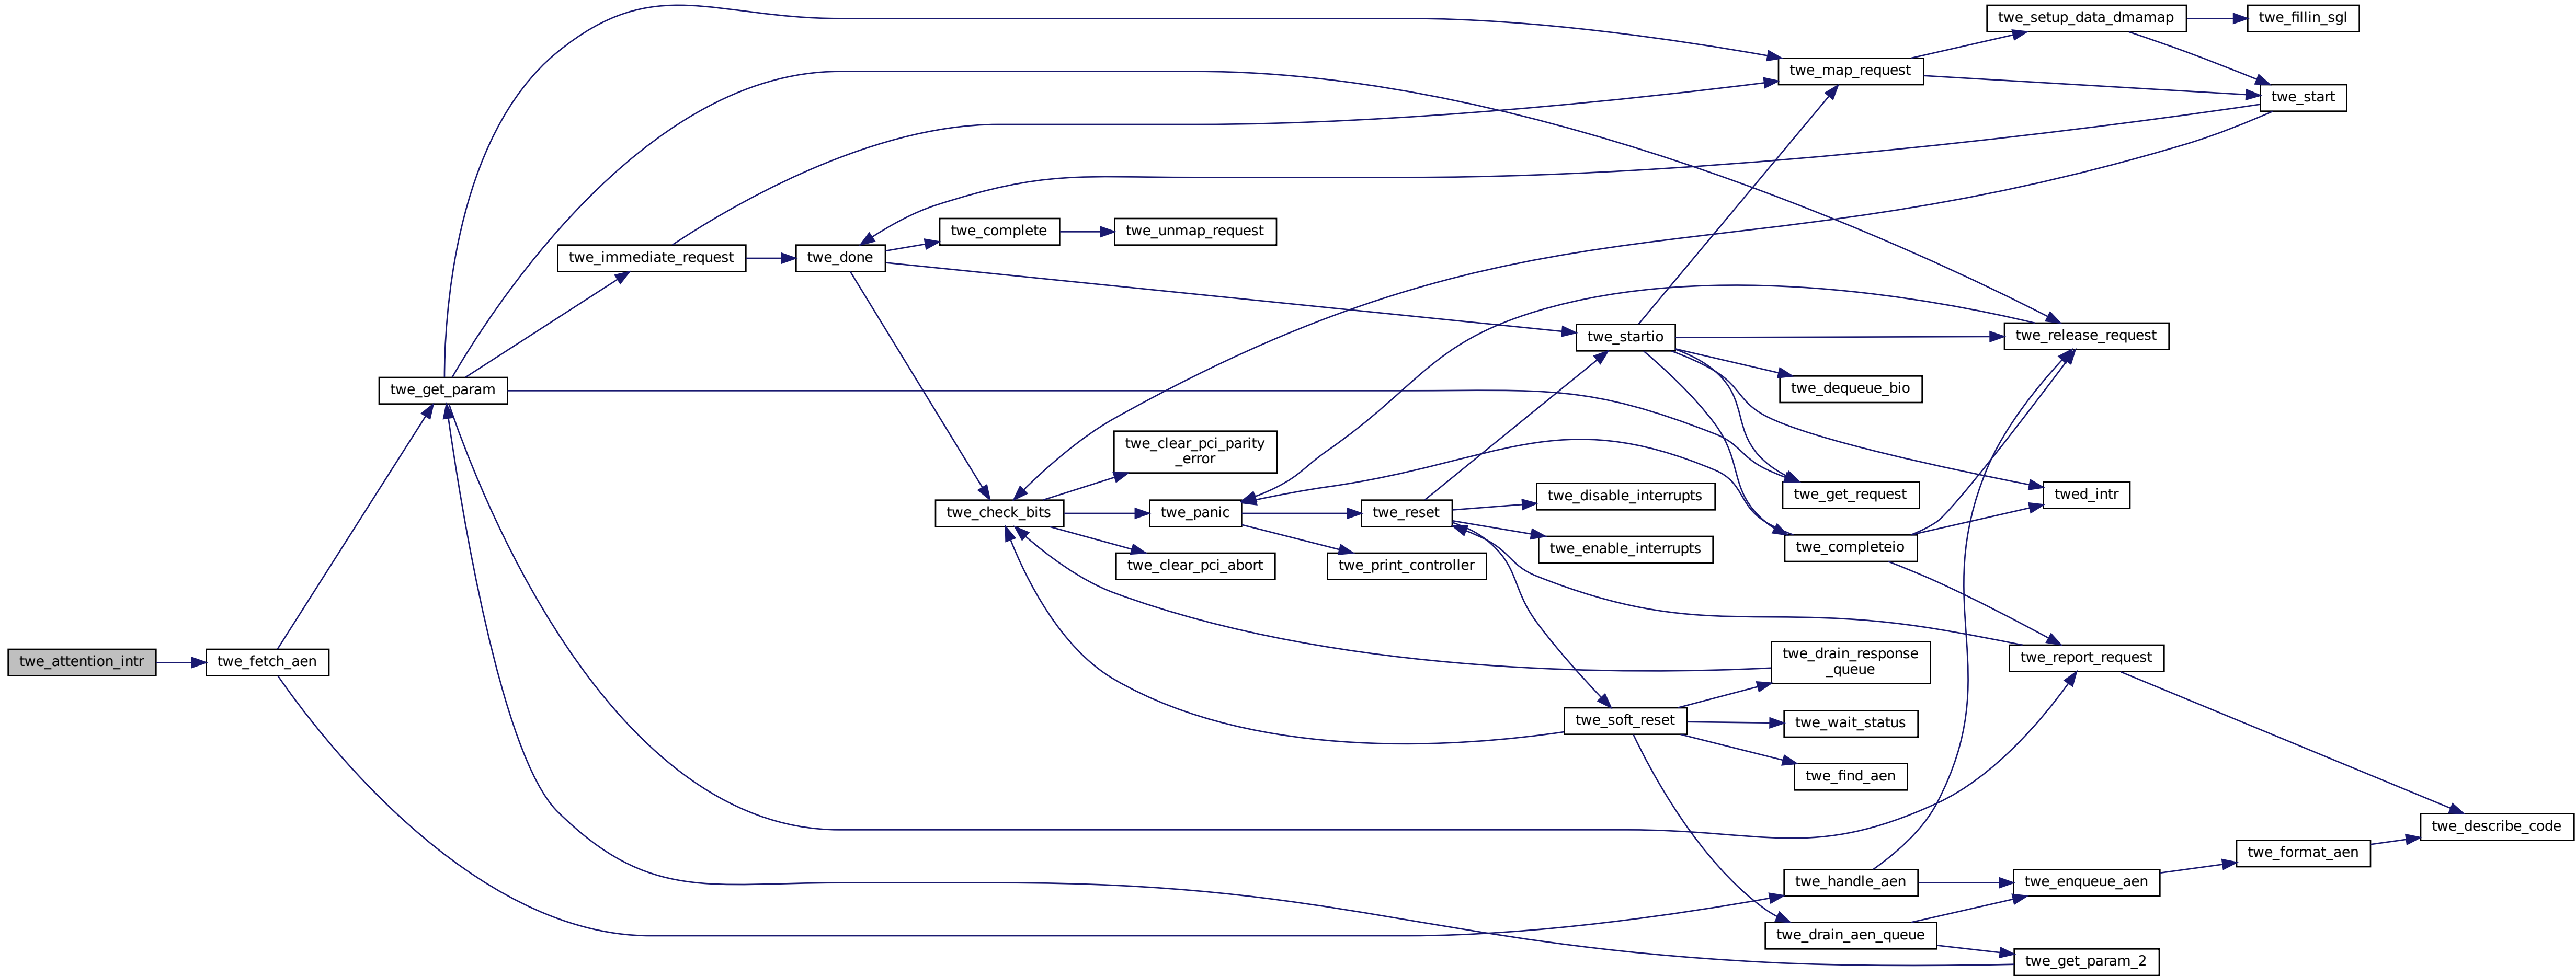 twe_attention_intr
twe_fetch_aen
twe_get_param
twe_immediate_request
twe_done
twe_complete
twe_unmap_request
twe_check_bits
twe_clear_pci_parity
_error
twe_panic
twe_clear_pci_abort
twe_print_controller
twe_reset
twe_disable_interrupts
twe_enable_interrupts
twe_startio
twe_soft_reset
twe_map_request
twe_dequeue_bio
twe_get_request
twe_completeio
twe_drain_response
_queue
twe_wait_status
twe_find_aen
twe_handle_aen
twe_drain_aen_queue
twe_setup_data_dmamap
twe_release_request
twed_intr
twe_report_request
twe_enqueue_aen
twe_get_param_2
twe_fillin_sgl
twe_start
twe_format_aen
twe_describe_code